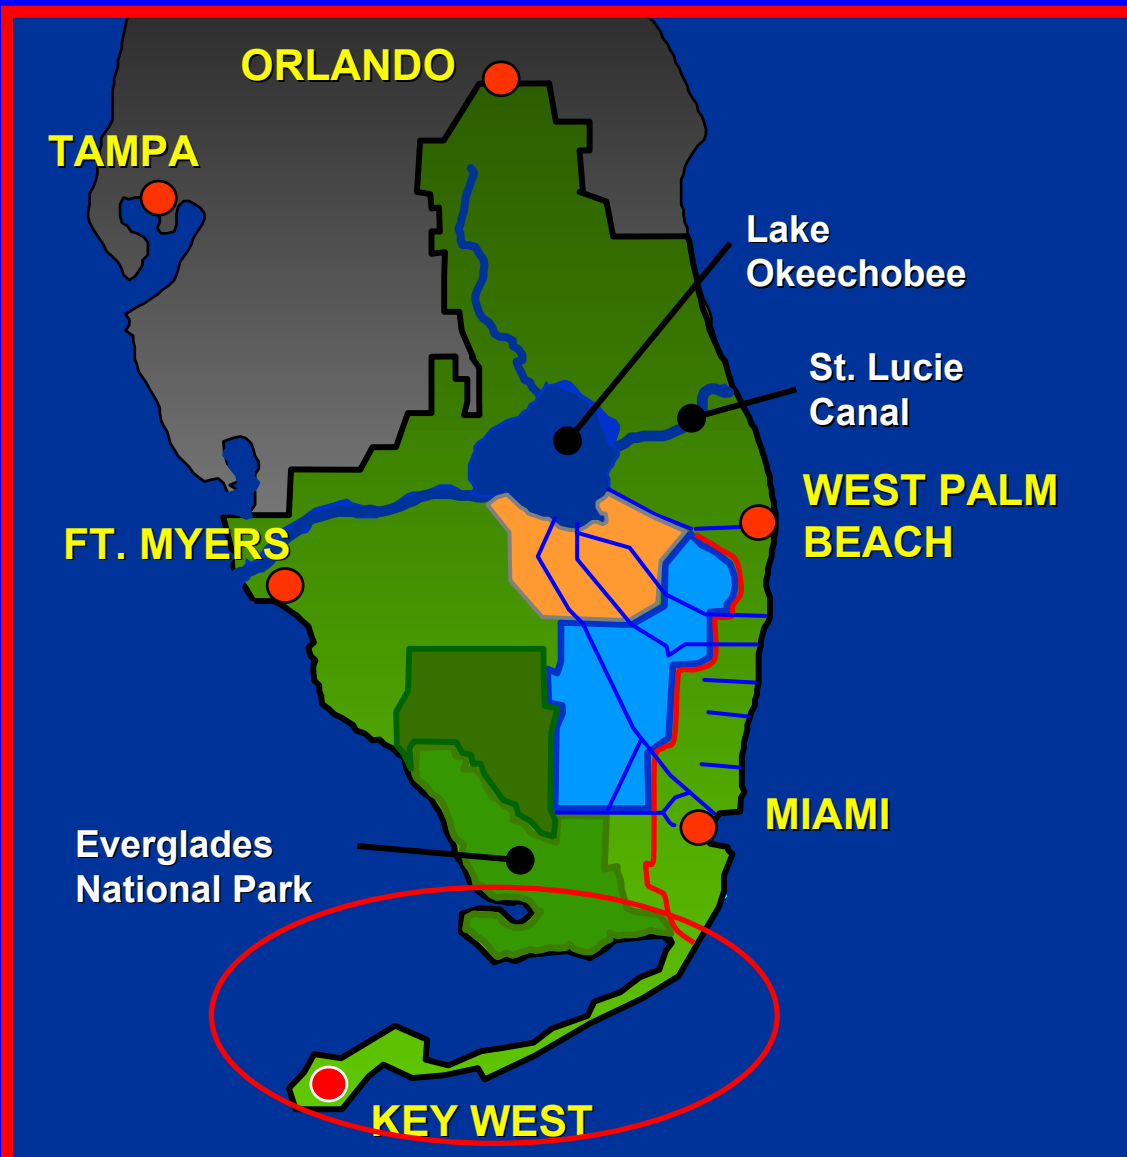 ORLANDO
TAMPA
Lake
Okeechobee
St. Lucie
Canal
WEST PALM
BEACH
FT. MYERS
MIAMI
Everglades
National Park
KEY WEST